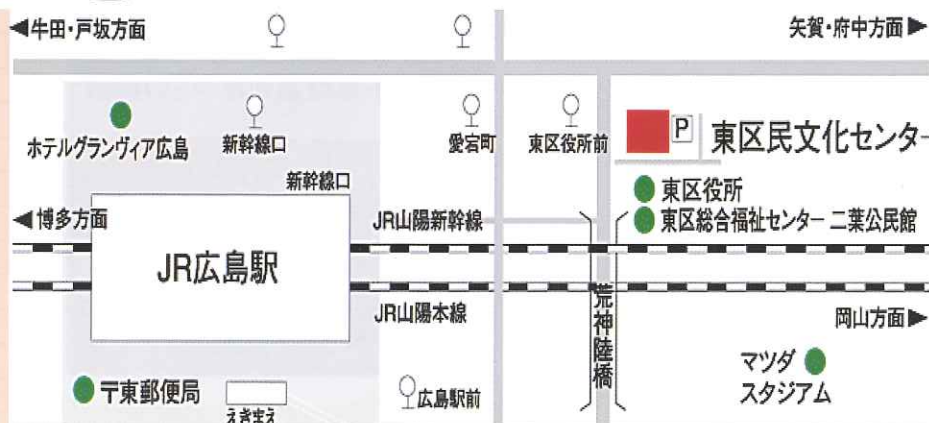 ◀牛田・戸坂方面
矢賀・府中方面▶
ホテルグランヴィア広島
新幹線口
愛宕町
東区役所前
P
東区民文化センター
新幹線口
東区役所
◀博多方面
JR山陽新幹線
東区総合福祉センター 二葉公民館
JR広島駅
JR山陽本線
荒神陸橋
岡山方面▶
マツダ
スタジアム
〒東郵便局
えきまえ
広島駅前